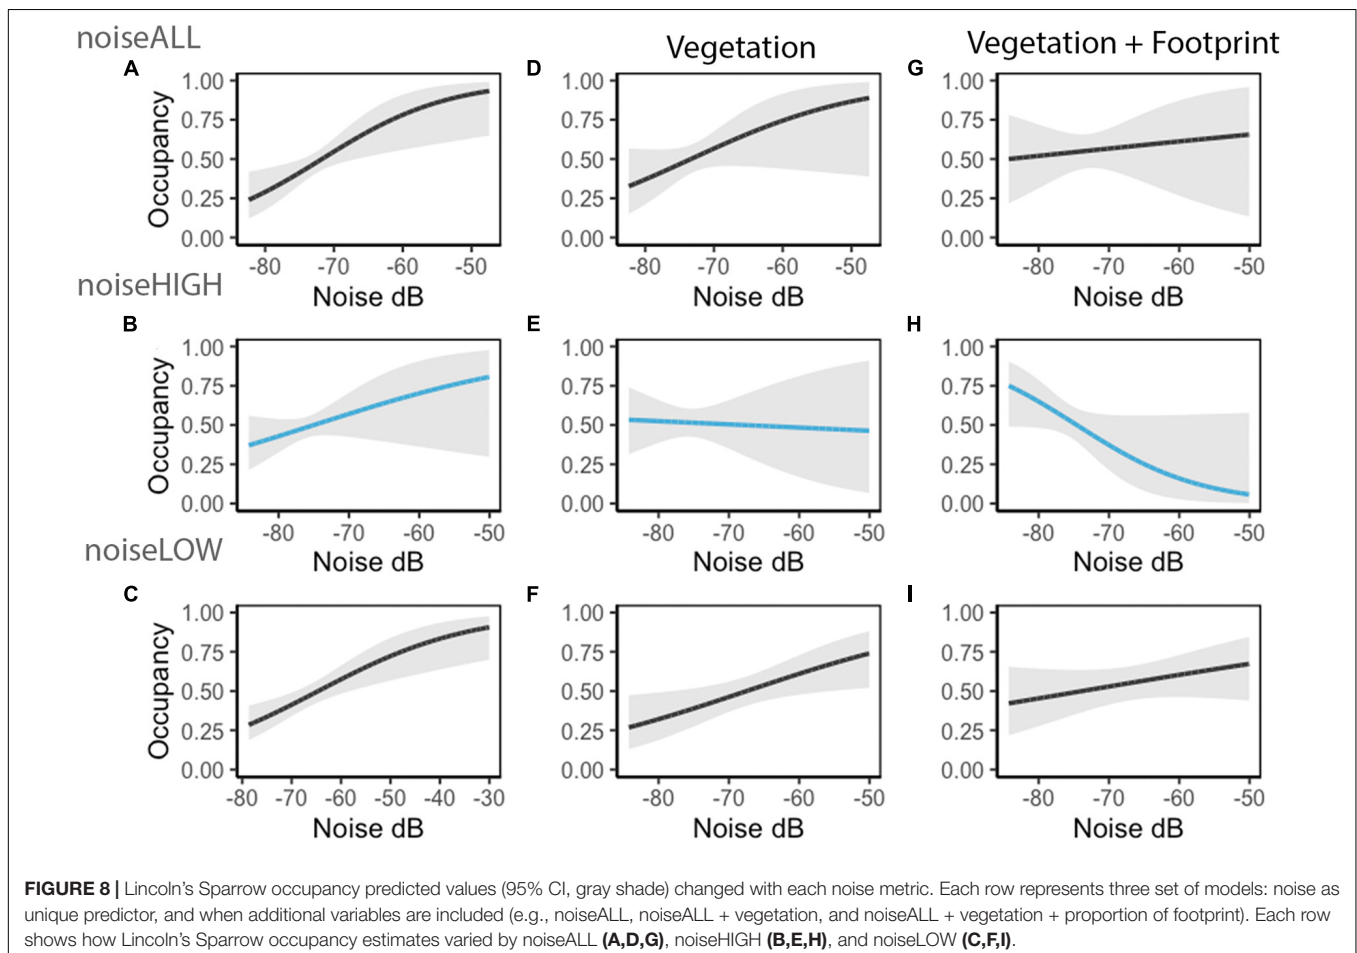 noiseALL
Vegetation
Vegetation + Footprint
A
D
G
1.00
0.75
0.50
0.25
0.00
Occupancy
-80 -70 -60 -50
Noise dB
1.00
0.75
0.50
0.25
0.00
-80 -70 -60 -50
Noise dB
1.00
0.75
0.50
0.25
0.00
-80 -70 -60 -50
Noise dB
noiseHIGH
B
E
H
1.00
0.75
0.50
0.25
0.00
Occupancy
-80 -70 -60 -50
Noise dB
1.00
0.75
0.50
0.25
0.00
-80 -70 -60 -50
Noise dB
1.00
0.75
0.50
0.25
0.00
-80 -70 -60 -50
Noise dB
noiseLOW
C
F
I
1.00
0.75
0.50
0.25
0.00
Occupancy
-80 -70 -60 -50 -40 -30
Noise dB
1.00
0.75
0.50
0.25
0.00
-80 -70 -60 -50
Noise dB
1.00
0.75
0.50
0.25
0.00
-80 -70 -60 -50
Noise dB
FIGURE 8 | Lincoln's Sparrow occupancy predicted values (95% CI, gray shade) changed with each noise metric. Each row represents three set of models: noise as
unique predictor, and when additional variables are included (e.g., noiseALL, noiseALL + vegetation, and noiseALL + vegetation + proportion of footprint). Each row
shows how Lincoln's Sparrow occupancy estimates varied by noiseALL (A,D,G), noiseHIGH (B,E,H), and noiseLOW (C,F,I).